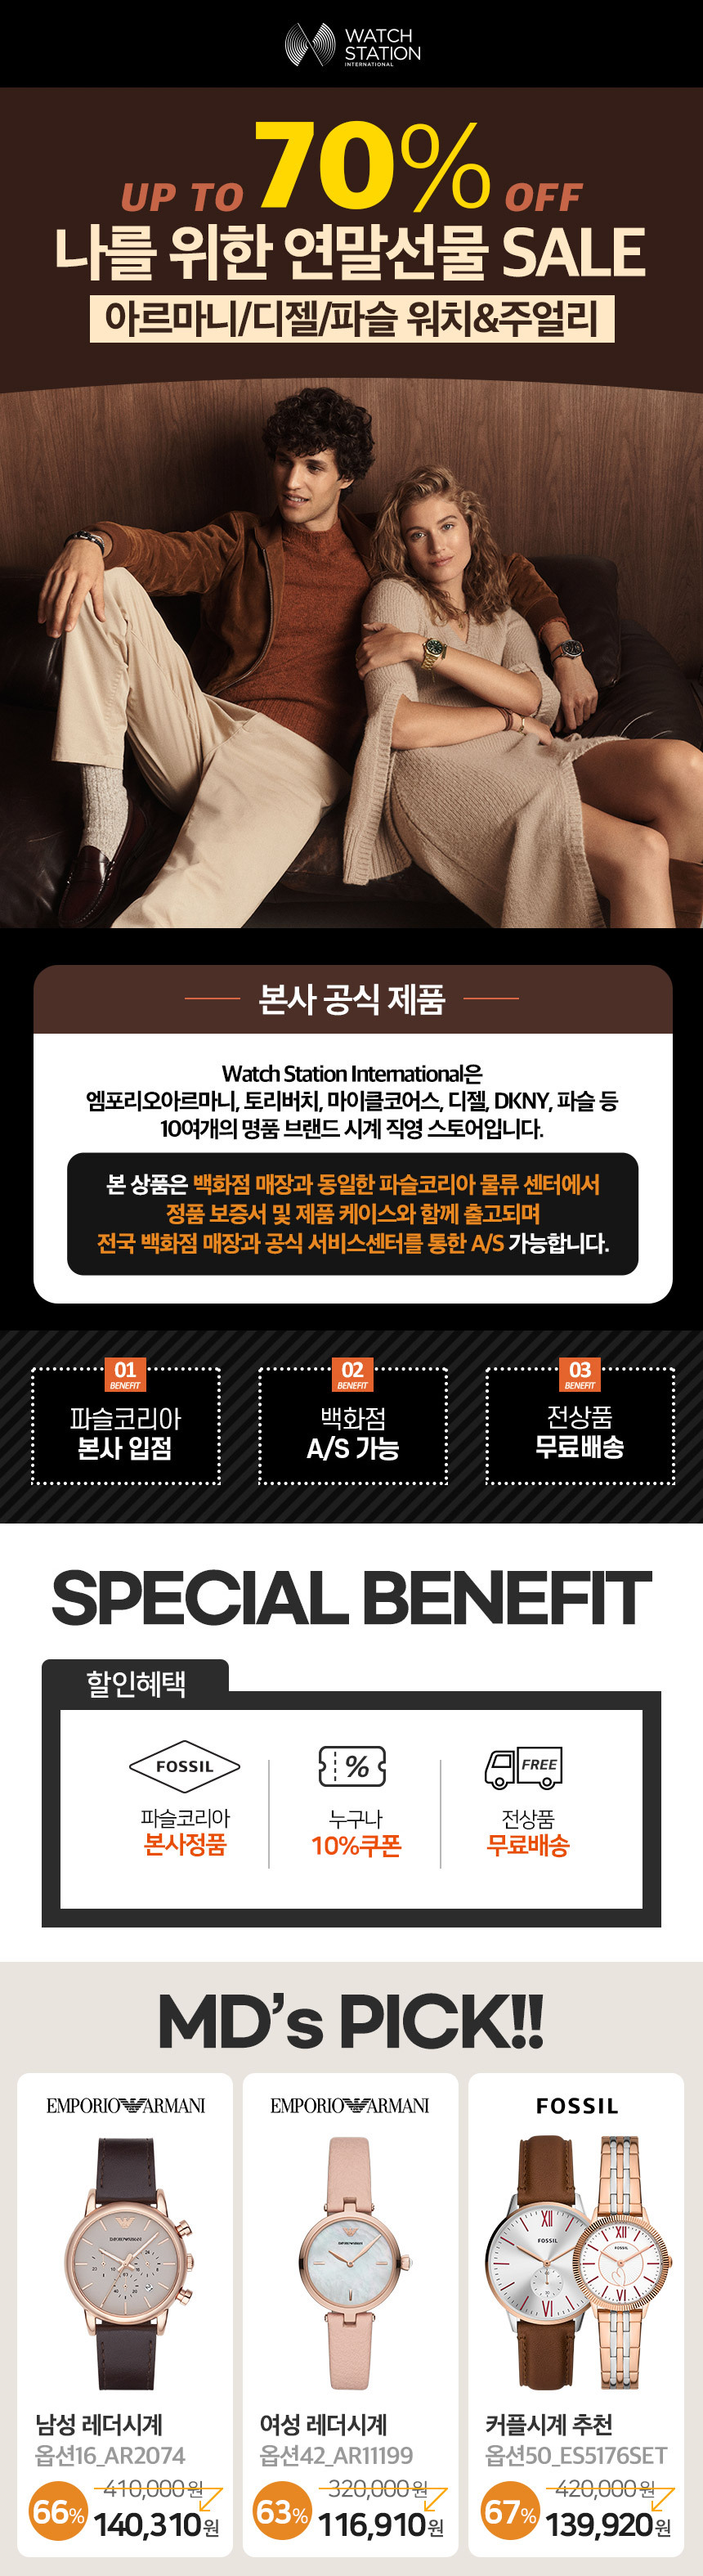 WATCH
STATION
INTERNATIONAL
UP TO 70% OFF
나를 위한 연말선물 SALE
아르마니/디젤/파슬 워치&주얼리
본사 공식 제품
Watch Station International은
엠포리오아르마니, 토리버치, 마이클코어스, 디젤, DKNY, 파슬 등
10여개의 명품 브랜드 시계 직영 스토어입니다.
본 상품은 백화점 매장과 동일한 파슬코리아 물류 센터에서
정품 보증서 및 제품 케이스와 함께 출고되며
전국 백화점 매장과 공식 서비스센터를 통한 A/S 가능합니다.
01
BENEFIT
파슬코리아
본사 입점
02
BENEFIT
백화점
A/S 가능
03
BENEFIT
전상품
무료배송
SPECIAL BENEFIT
할인혜택
FOSSIL
파슬코리아
본사정품
%
누구나
10%쿠폰
FREE
전상품
무료배송
MD's PICK!!
EMPORIO ARMANI
남성 레더시계
옵션16_AR2074
66%
410,000원
140,310원
EMPORIO ARMANI
여성 레더시계
옵션42_AR11199
63%
320,000원
116,910원
FOSSIL
XII
FOSSIL
VI
XII
FOSSIL
VI
커플시계 추천
옵션50_ES5176SET
67%
420,000원
139,920원